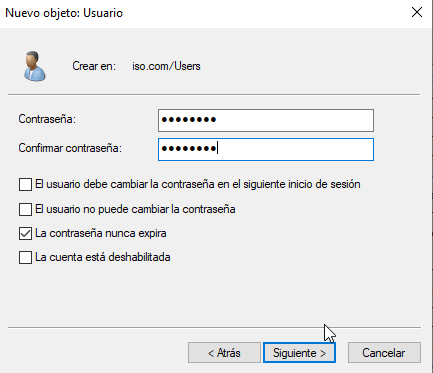 Nuevo objeto: Usuario
Crear en: iso.com/Users
Contraseña: ●●●●●●●●
Confirmar contraseña: ●●●●●●●●
El usuario debe cambiar la contraseña en el siguiente inicio de sesión
El usuario no puede cambiar la contraseña
La contraseña nunca expira
La cuenta está deshabilitada
< Atrás Siguiente > Cancelar